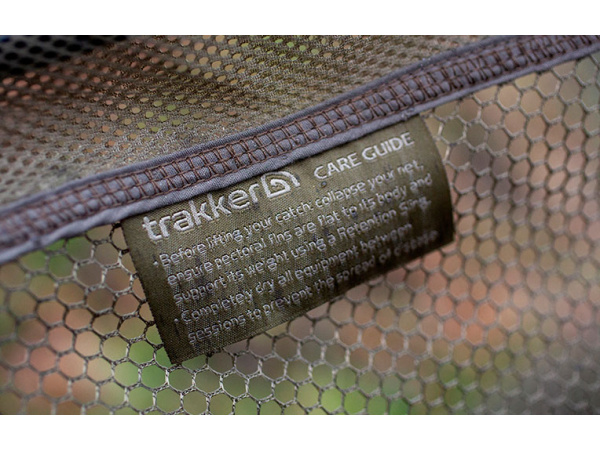 trakker CARE GUIDE
• Before lifting your catch collapse your net,
ensure pectoral fins are flat to its body and
support its weight using a Retention Sling.
• Completely dry all equipment between
sessions to prevent the spread of disease